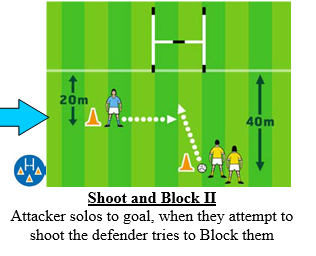 20m
40m
Shoot and Block II
Attacker solos to goal, when they attempt to
shoot the defender tries to Block them